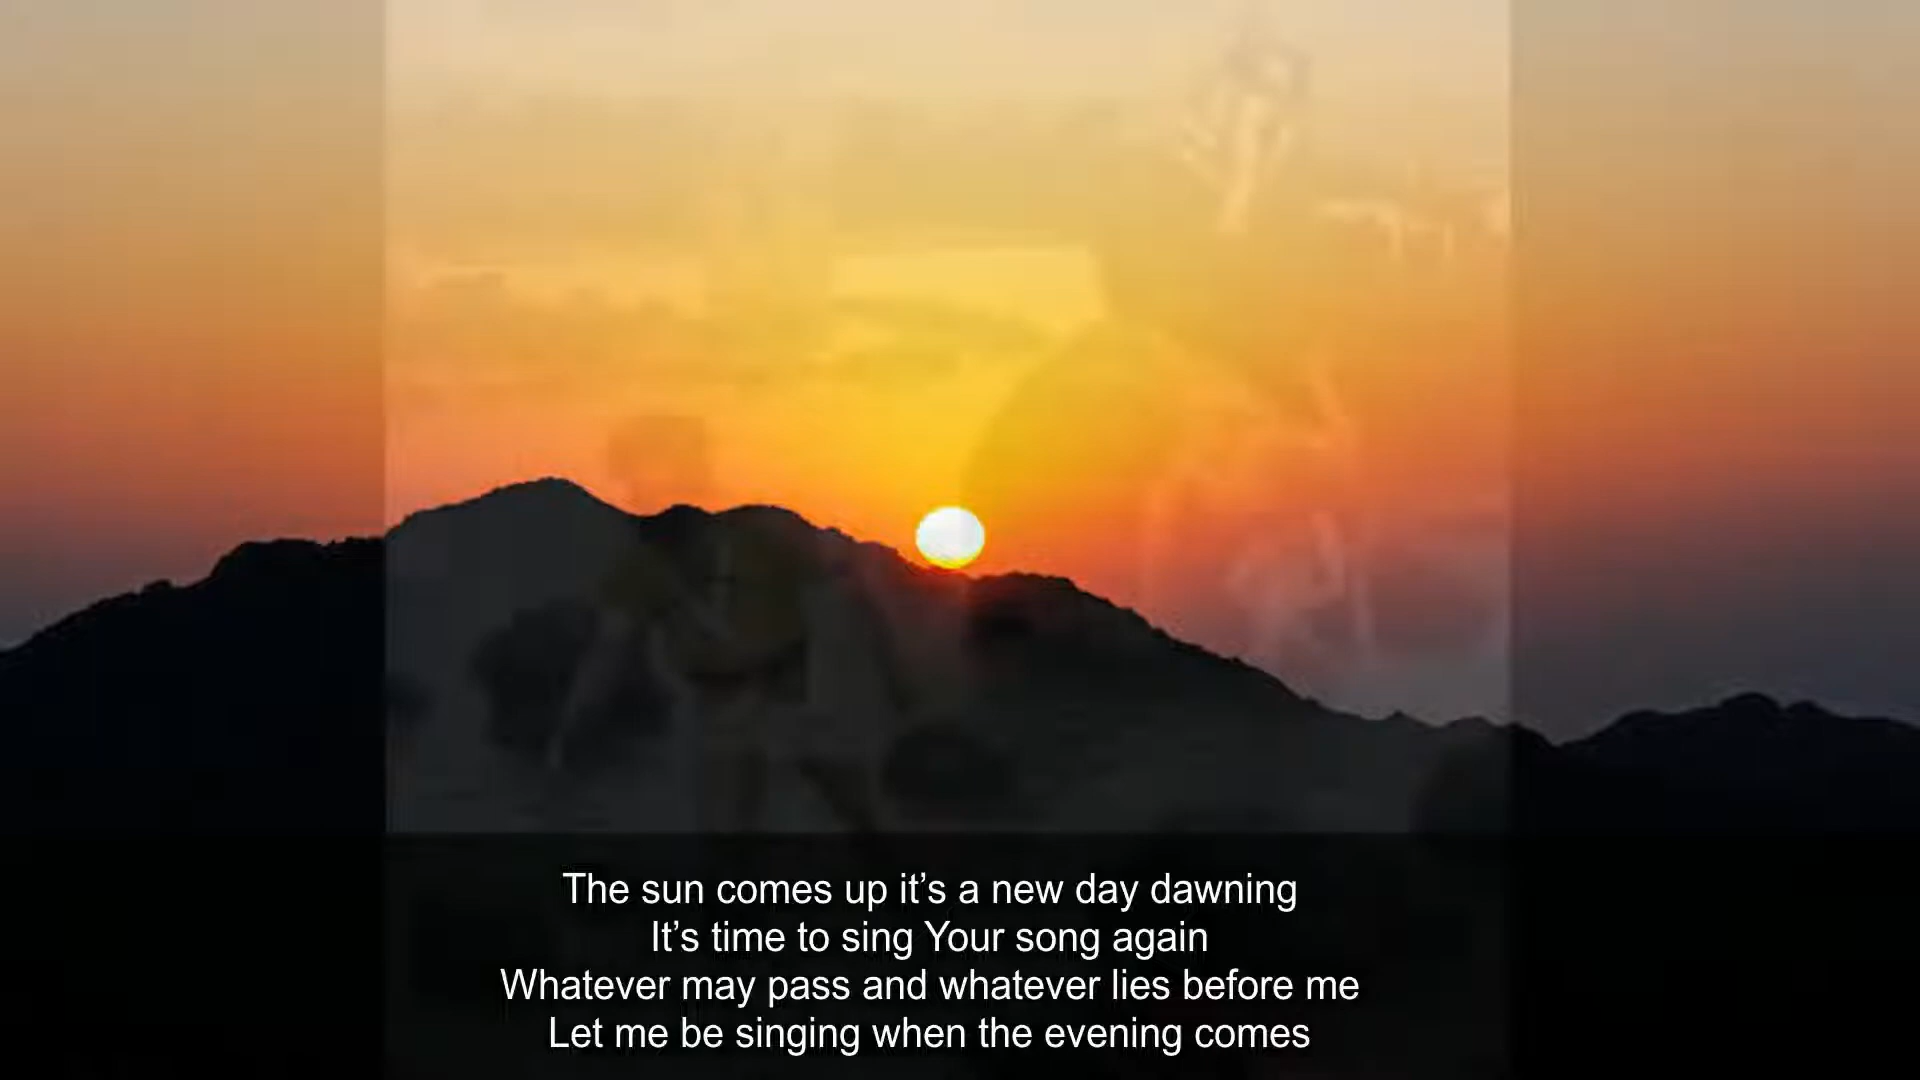 The sun comes up it’s a new day dawning
It’s time to sing Your song again
Whatever may pass and whatever lies before me
Let me be singing when the evening comes